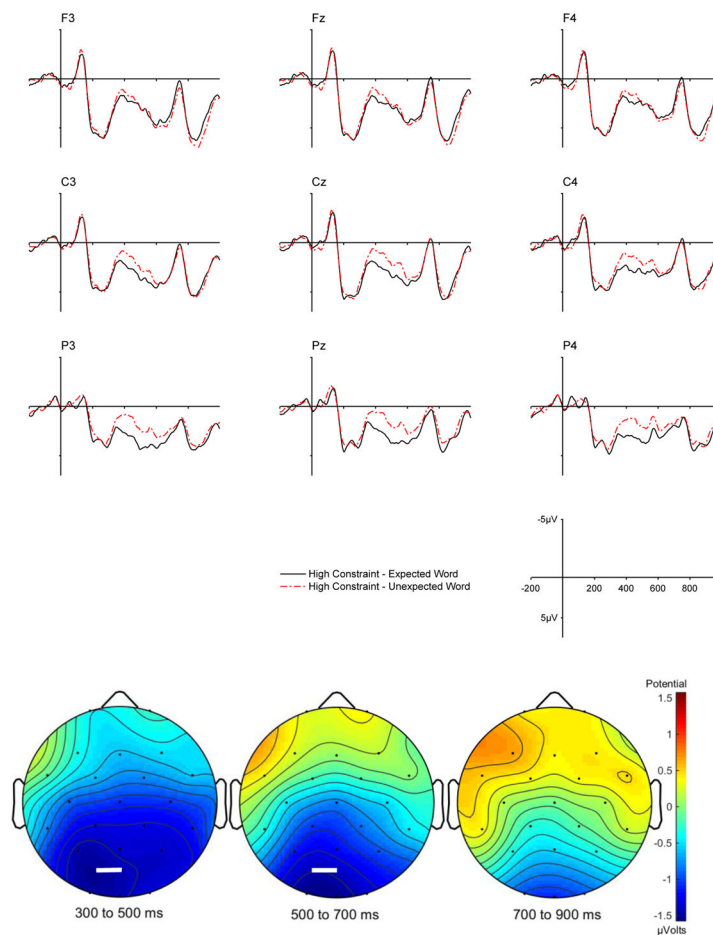 F3 Fz F4
C3 Cz C4
P3 Pz P4
-5µV
High Constraint - Expected Word
High Constraint - Unexpected Word
-200 200 400 600 800
5µV
Potential
1.5
1
0.5
0
-0.5
-1
-1.5
µVolts
300 to 500 ms 500 to 700 ms 700 to 900 ms